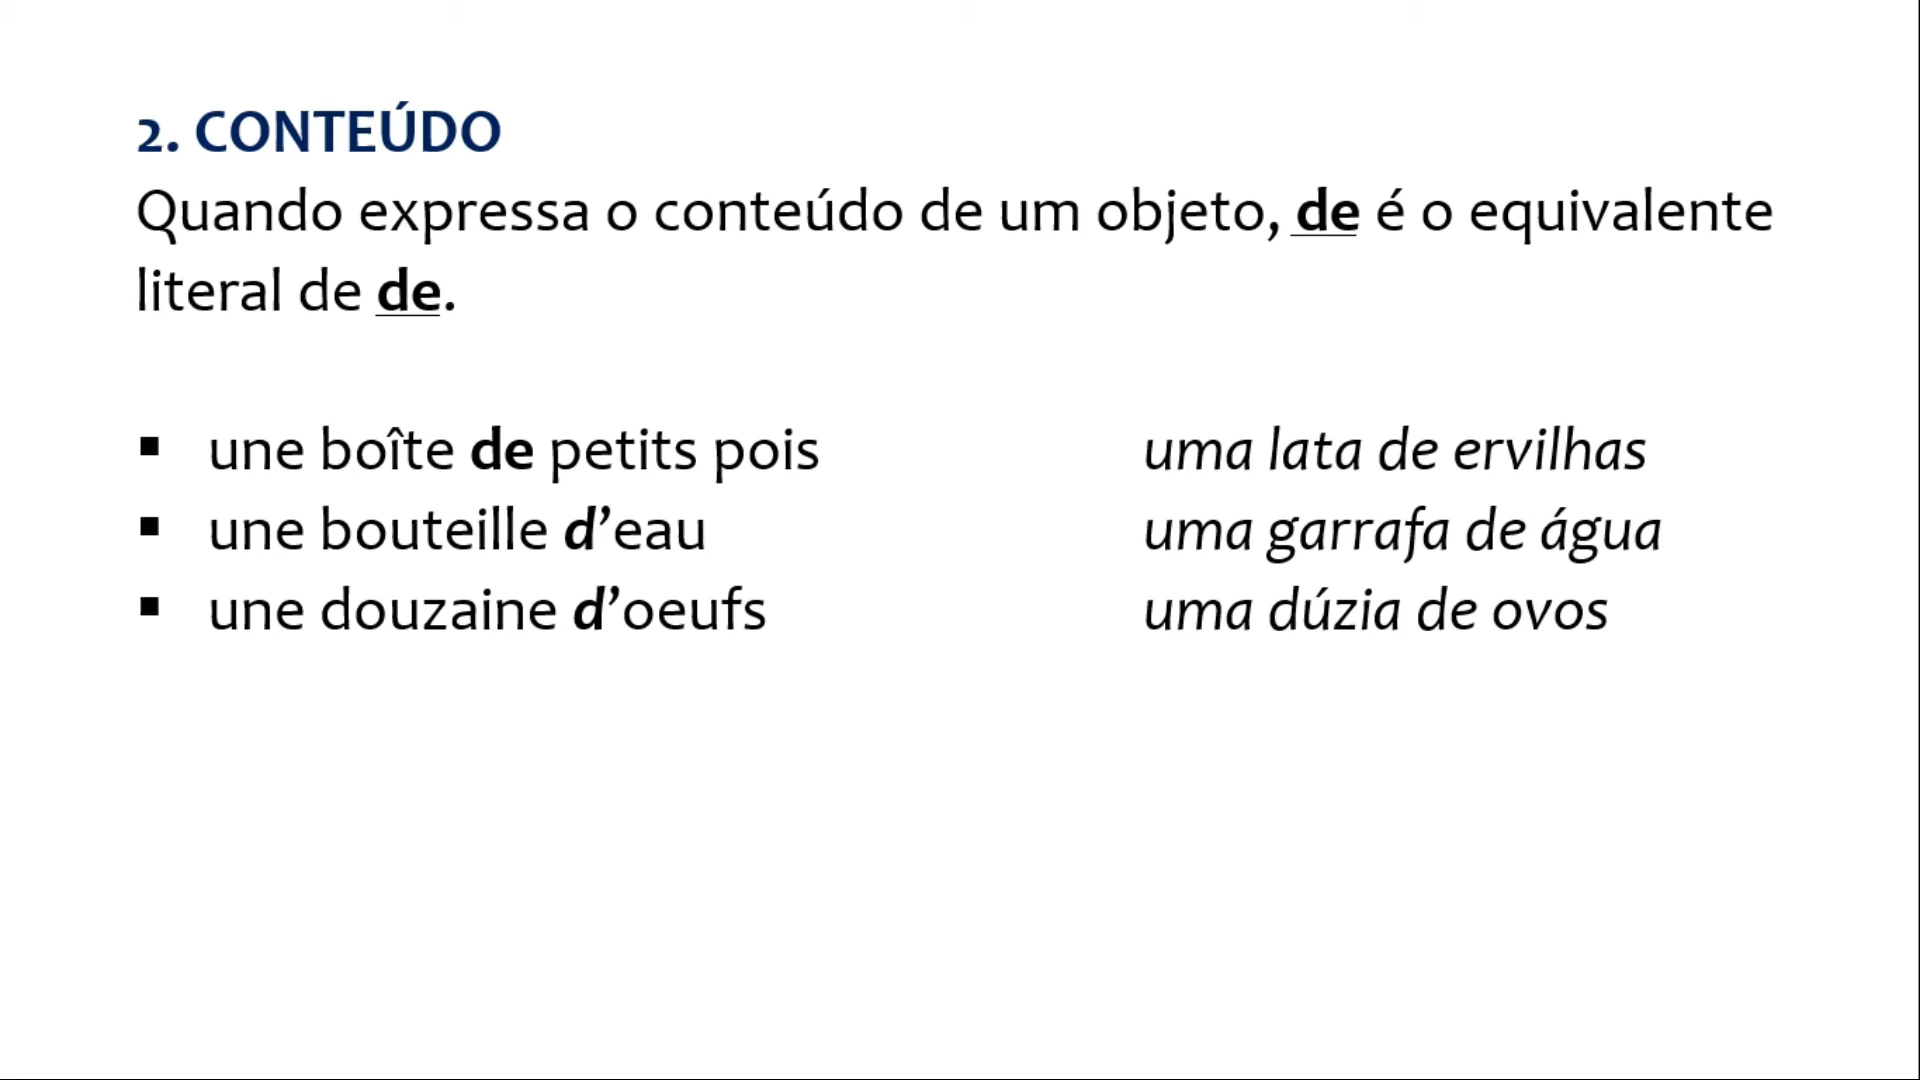 2. CONTEÚDO
Quando expressa o conteúdo de um objeto, de é o equivalente
literal de de.
▪ une boîte de petits pois uma lata de ervilhas
▪ une bouteille d’eau uma garrafa de água
▪ une douzaine d’oeufs uma dúzia de ovos